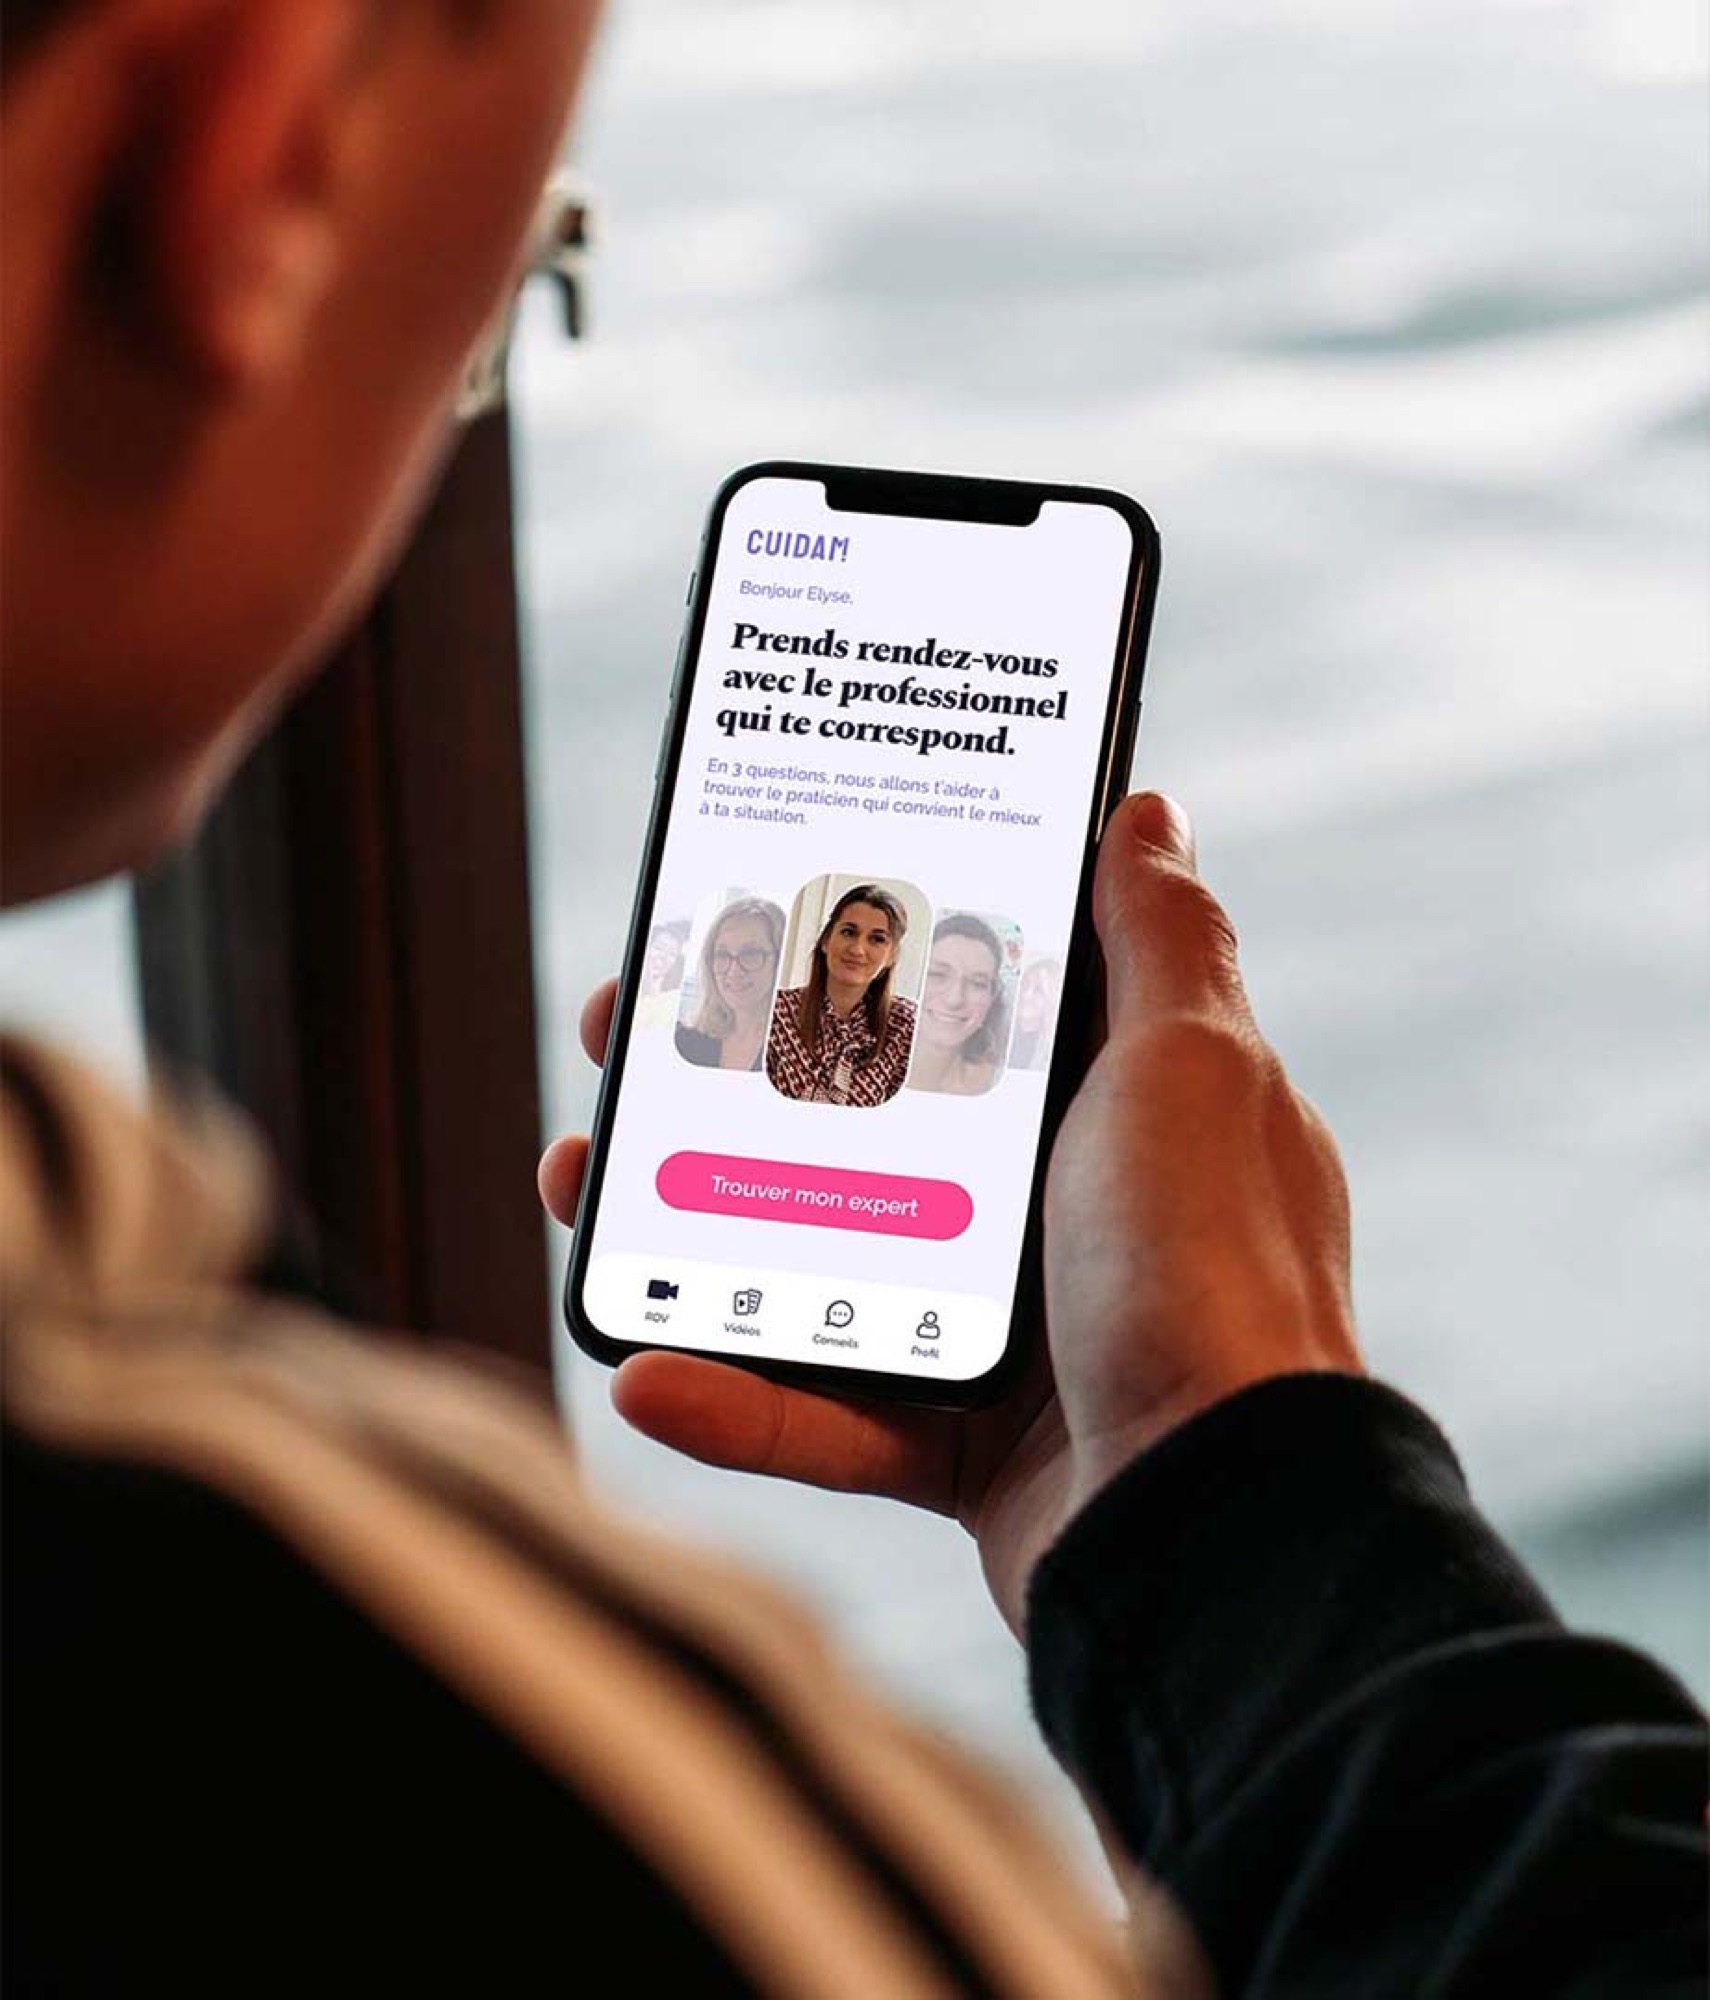 CUIDAM
Bonjour Elyse,
Prends rendez-vous
avec le professionnel
qui te correspond.
En 3 questions, nous allons t'aider à
trouver le praticien qui convient le mieux
à ta situation.
Trouver mon expert
RDV
Vidéos
Conseils
Profil